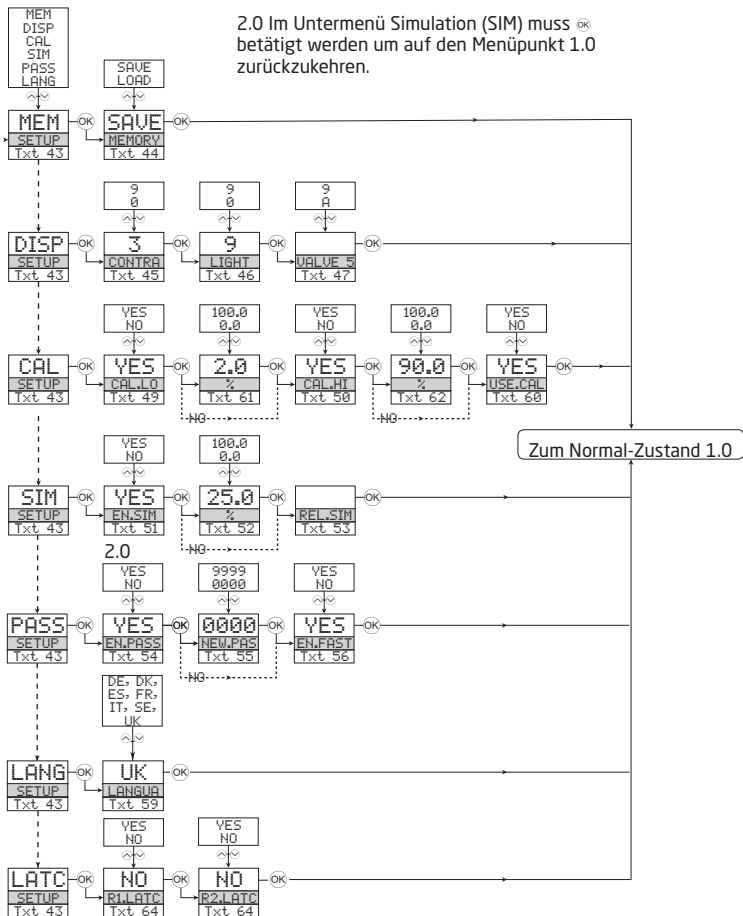 MEM
DISP
CAL
SIM
PASS
LANG
2.0 Im Untermenü Simulation (SIM) muss OK
betätigt werden um auf den Menüpunkt 1.0
zurückzukehren.
SAVE
LOAD
MEM OK SAVE OK
SETUP MEMORY
Txt 43 Txt 44
9 9 9
0 0 A
DISP OK 3 OK 9 OK OK
SETUP CONTRA LIGHT VALVE 5
Txt 43 Txt 45 Txt 46 Txt 47
YES 100.0 YES 100.0 YES
NO 0.0 NO 0.0 NO
CAL OK YES OK 2.0 OK YES OK 90.0 OK YES OK
SETUP CAL.LO % CAL.HI % USE.CAL
Txt 43 Txt 49 Txt 61 Txt 50 Txt 62 Txt 60
NO NO
Zum Normal-Zustand 1.0
YES 100.0
NO 0.0
SIM OK YES OK 25.0 OK OK
SETUP EN.SIM % REL.SIM
Txt 43 Txt 51 Txt 52 Txt 53
NO
2.0
YES 9999 YES
NO 0000 NO
PASS OK YES OK 0000 OK YES OK
SETUP EN.PASS NEW.PAS EN.FAST
Txt 43 Txt 54 Txt 55 Txt 56
NO
DE, DK,
ES, FR,
IT, SE,
UK
LANG OK UK OK
SETUP LANGUA
Txt 43 Txt 59
YES YES
NO NO
LATC OK NO OK NO OK
SETUP R1.LATC R2.LATC
Txt 43 Txt 64 Txt 64